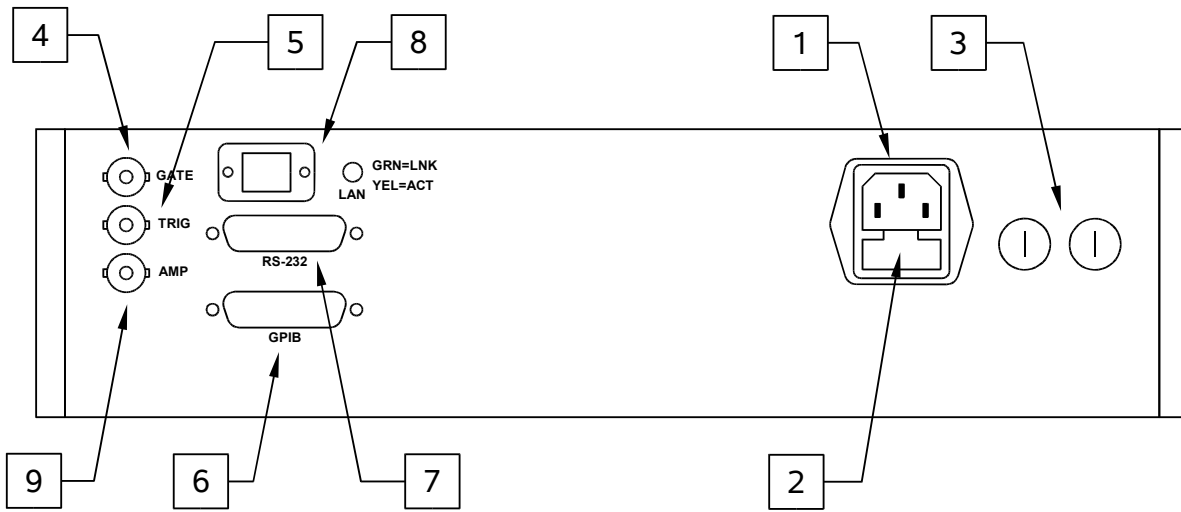 4
5
8
1
3
GATE
GRN=LNK
YEL=ACT
LAN
TRIG
RS-232
AMP
GPIB
9
6
7
2